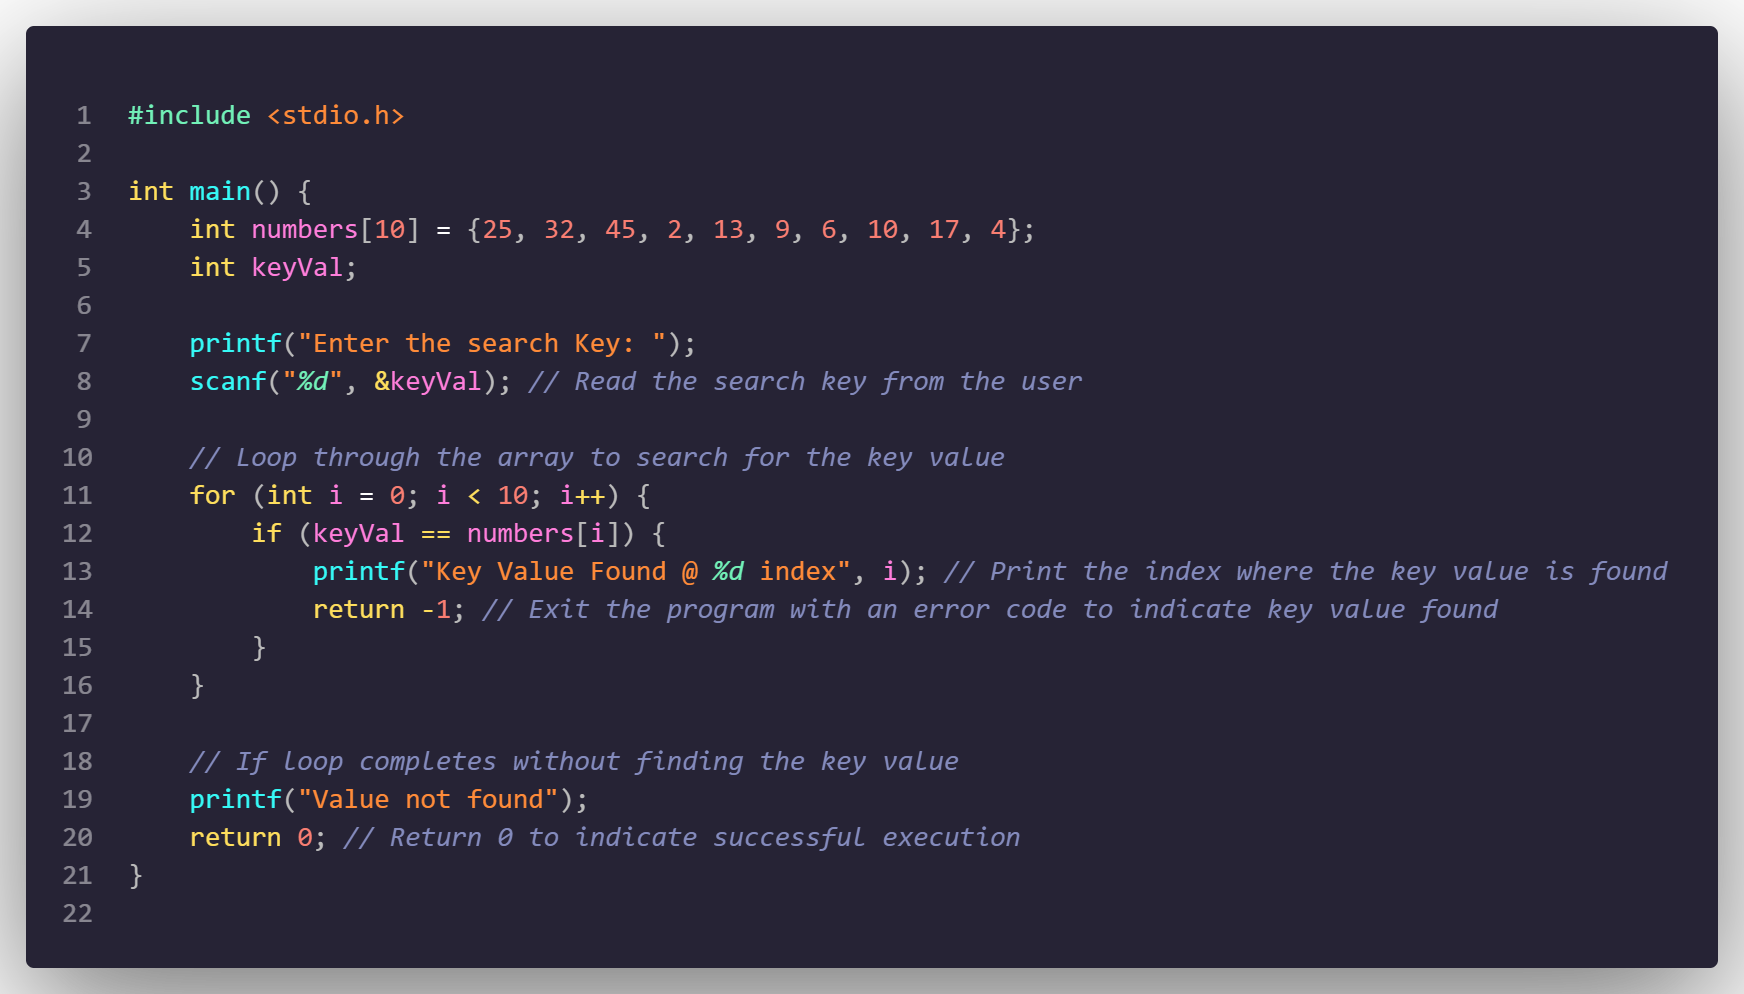 1 #include <stdio.h>
2
3 int main() {
4     int numbers[10] = {25, 32, 45, 2, 13, 9, 6, 10, 17, 4};
5     int keyVal;
6
7     printf("Enter the search Key: ");
8     scanf("%d", &keyVal); // Read the search key from the user
9
10     // Loop through the array to search for the key value
11     for (int i = 0; i < 10; i++) {
12         if (keyVal == numbers[i]) {
13             printf("Key Value Found @ %d index", i); // Print the index where the key value is found
14             return -1; // Exit the program with an error code to indicate key value found
15         }
16     }
17
18     // If loop completes without finding the key value
19     printf("Value not found");
20     return 0; // Return 0 to indicate successful execution
21 }
22